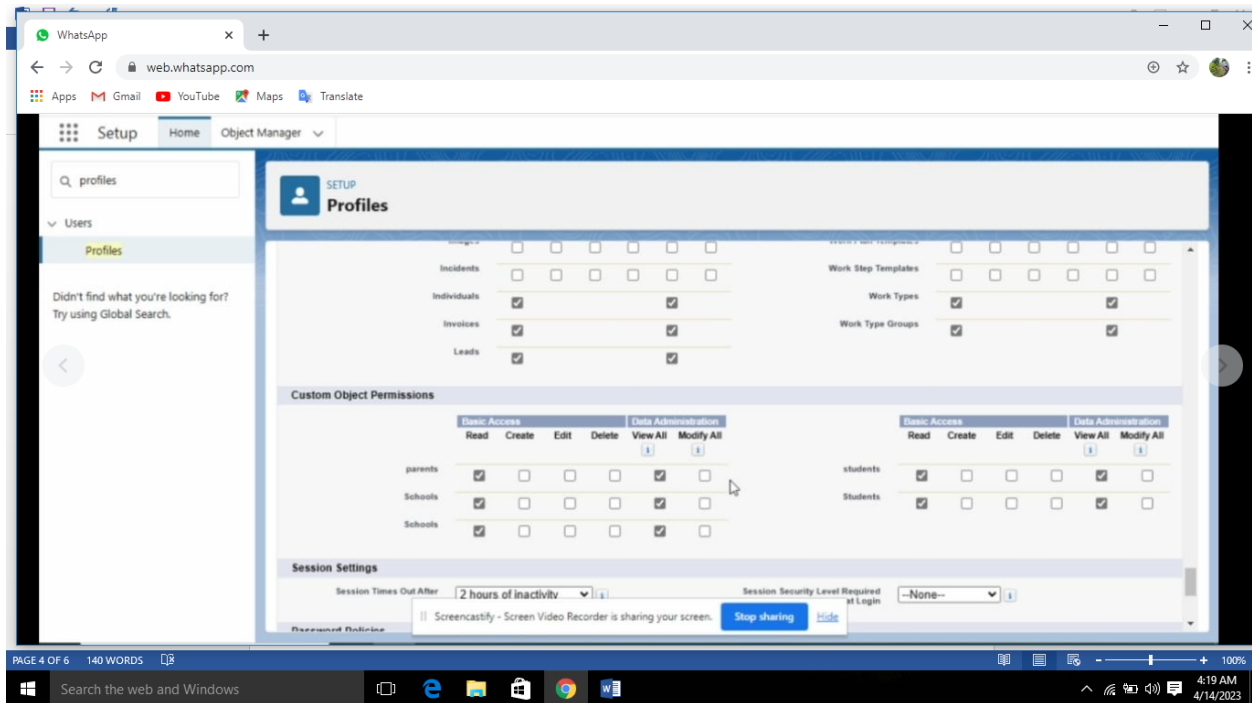 WhatsApp
web.whatsapp.com
Apps Gmail YouTube Maps Translate
Setup Home Object Manager
profiles
SETUP
Profiles
Users
Profiles
Didn't find what you're looking for?
Try using Global Search.
Images
Incidents Work Step Templates
Individuals Work Types
Invoices Work Type Groups
Leads
Custom Object Permissions
Basic Access Data Administration Basic Access Data Administration
Read Create Edit Delete View All Modify All Read Create Edit Delete View All Modify All
parents students
Schools Students
Schools
Session Settings
Session Times Out After 2 hours of inactivity Session Security Level Required at Login --None--
Screencastify - Screen Video Recorder is sharing your screen. Stop sharing Hide
Password Policies
PAGE 4 OF 6 140 WORDS 100%
Search the web and Windows
4:19 AM
4/14/2023